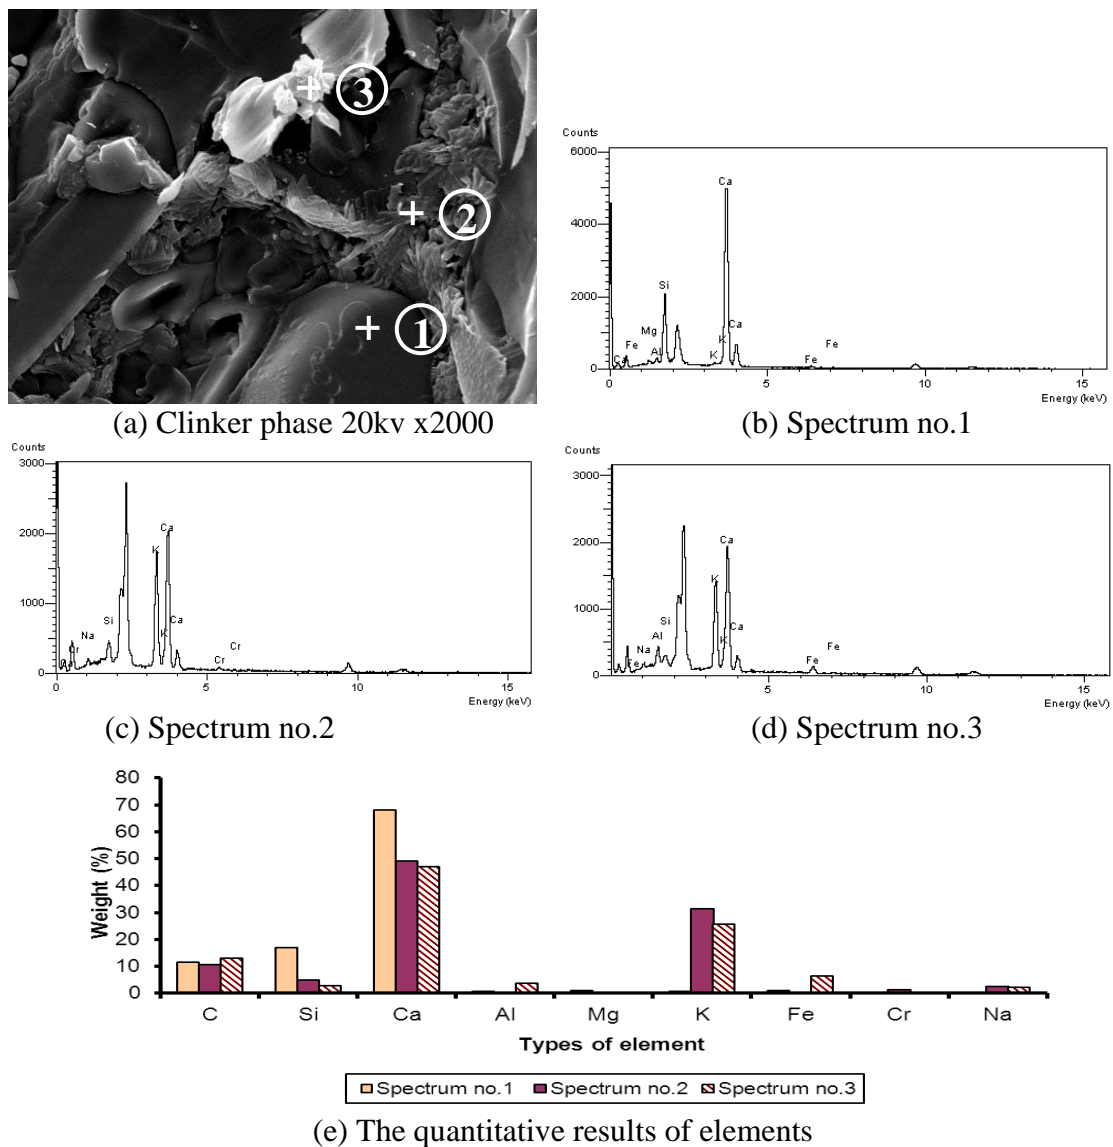 3
2
1
(a) Clinker phase 20kv x2000
Counts
6000
4000
2000
0
Ca
Si
Ca
Mg
K
Fe
Fe
Al
K
Fe
0
5
10
15
Energy (keV)
(b) Spectrum no.1
Counts
3000
2000
1000
0
Ca
K
Si
Ca
Na
K
Cr
Cr
0
5
10
15
Energy (keV)
(c) Spectrum no.2
Counts
3000
2000
1000
0
Ca
K
Si
Ca
Al
K
Na
Fe
Fe
Fe
0
5
10
15
Energy (keV)
(d) Spectrum no.3
Weight (%)
80
70
60
50
40
30
20
10
0
C Si Ca Al Mg K Fe Cr Na
Types of element
Spectrum no.1 Spectrum no.2 Spectrum no.3
(e) The quantitative results of elements